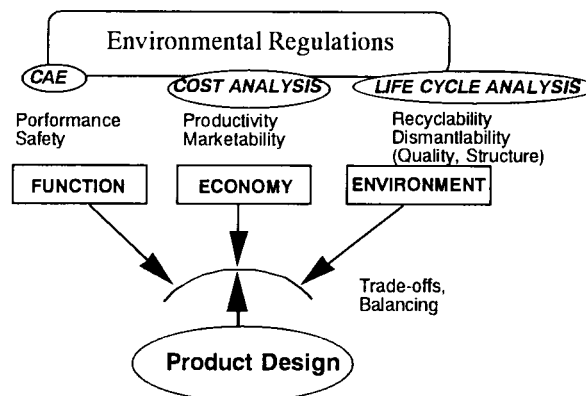 Environmental Regulations
CAE
COST ANALYSIS
LIFE CYCLE ANALYSIS
Porformance
Safety
Productivity
Marketability
Recyclability
Dismantlability
(Quality, Structure)
FUNCTION
ECONOMY
ENVIRONMENT
Trade-offs,
Balancing
Product Design